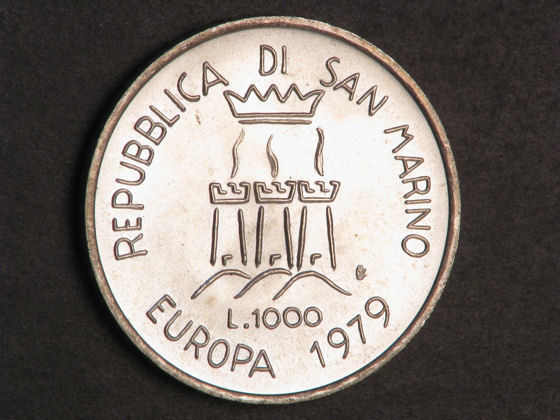 REPUBBLICA DI SAN MARINO
L.1000
EUROPA 1979